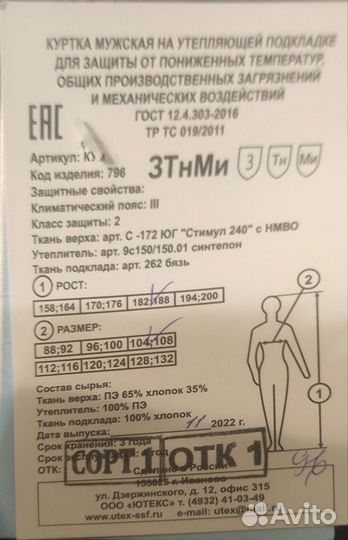 КУРТКА МУЖСКАЯ НА УТЕПЛЯЮЩЕЙ ПОДКЛАДКЕ
ДЛЯ ЗАЩИТЫ ОТ ПОНИЖЕННЫХ ТЕМПЕРАТУР,
ОБЩИХ ПРОИЗВОДСТВЕННЫХ ЗАГРЯЗНЕНИЙ
И МЕХАНИЧЕСКИХ ВОЗДЕЙСТВИЙ
ГОСТ 12.4.303-2016
ТР ТС 019/2011
ЕАС
Артикул:
Код изделия: 796
ЗТнМи З Тн Ми
Защитные свойства:
Климатический пояс: III
Класс защиты: 2
Ткань верха: арт. С -172 ЮГ "Стимул 240" с НМВО
Утеплитель: арт. 9с150/150.01 синтепон
Ткань подклада: арт. 262 бязь
1 РОСТ:
158;164 170;176 182;188 194;200
2 РАЗМЕР:
88;92 96;100 104;108
112;116 120;124 128;132
2
1
Состав сырья:
Ткань верха: ПЭ 65% хлопок 35%
Утеплитель: 100% ПЭ
Ткань подклада: 100% хлопок
Дата выпуска: 11 2022 г.
Срок хранения: 3 года
ОТК: Сделано в России
СОРТ 1 ОТК 1
153025 г. Иваново
ул. Дзержинского, д. 12, офис 315
ООО «ЮТЕКС» т. (4932) 41-03-49
www.utex-ssf.ru e-mail: utex@
Avito